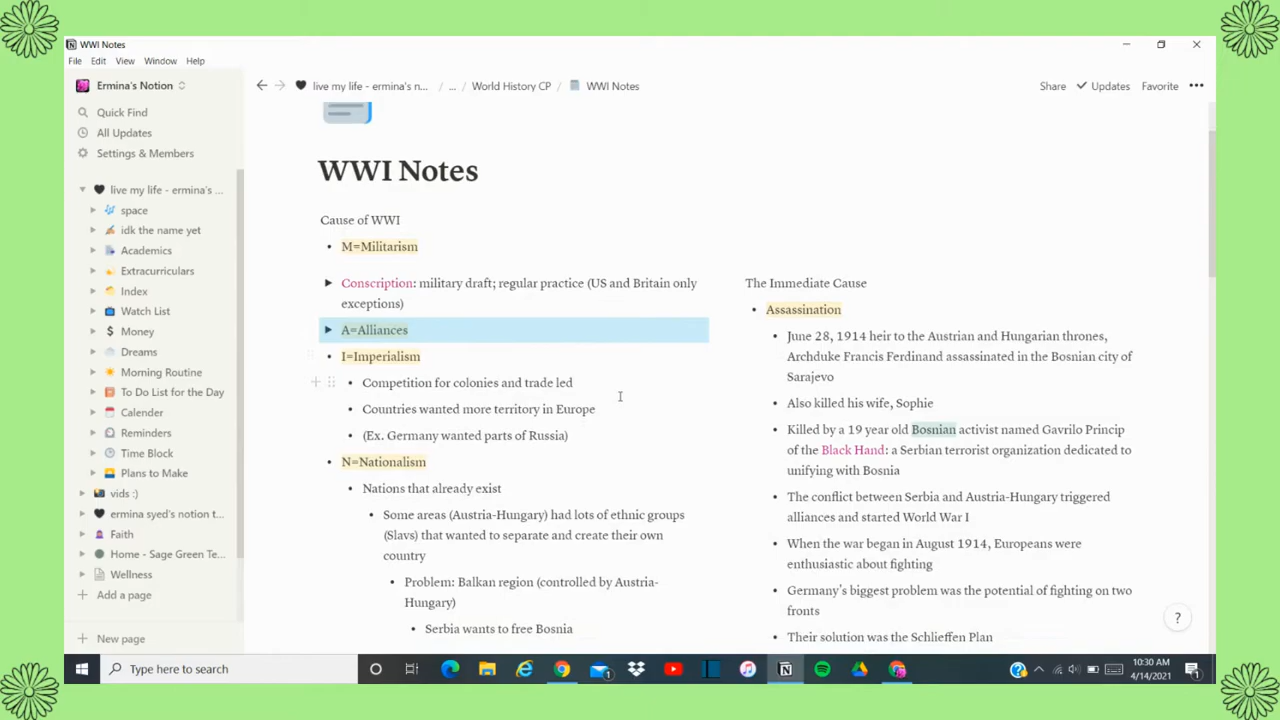 WWI Notes
File Edit View Window Help
Ermina's Notion
live my life - ermina's n... / ... / World History CP / WWI Notes
Share Updates Favorite
Quick Find
All Updates
Settings & Members
live my life - ermina's ...
space
idk the name yet
Academics
Extracurriculars
Index
Watch List
Money
Dreams
Morning Routine
To Do List for the Day
Calender
Reminders
Time Block
Plans to Make
vids :)
ermina syed's notion t...
Faith
Home - Sage Green Te...
Wellness
Add a page
New page
WWI Notes
Cause of WWI
M=Militarism
Conscription: military draft; regular practice (US and Britain only
exceptions)
A=Alliances
I=Imperialism
Competition for colonies and trade led
Countries wanted more territory in Europe
(Ex. Germany wanted parts of Russia)
N=Nationalism
Nations that already exist
Some areas (Austria-Hungary) had lots of ethnic groups
(Slavs) that wanted to separate and create their own
country
Problem: Balkan region (controlled by Austria-
Hungary)
Serbia wants to free Bosnia
The Immediate Cause
Assassination
June 28, 1914 heir to the Austrian and Hungarian thrones,
Archduke Francis Ferdinand assassinated in the Bosnian city of
Sarajevo
Also killed his wife, Sophie
Killed by a 19 year old Bosnian activist named Gavrilo Princip
of the Black Hand: a Serbian terrorist organization dedicated to
unifying with Bosnia
The conflict between Serbia and Austria-Hungary triggered
alliances and started World War I
When the war began in August 1914, Europeans were
enthusiastic about fighting
Germany's biggest problem was the potential of fighting on two
fronts
Their solution was the Schlieffen Plan
?
Type here to search
10:30 AM
4/14/2021